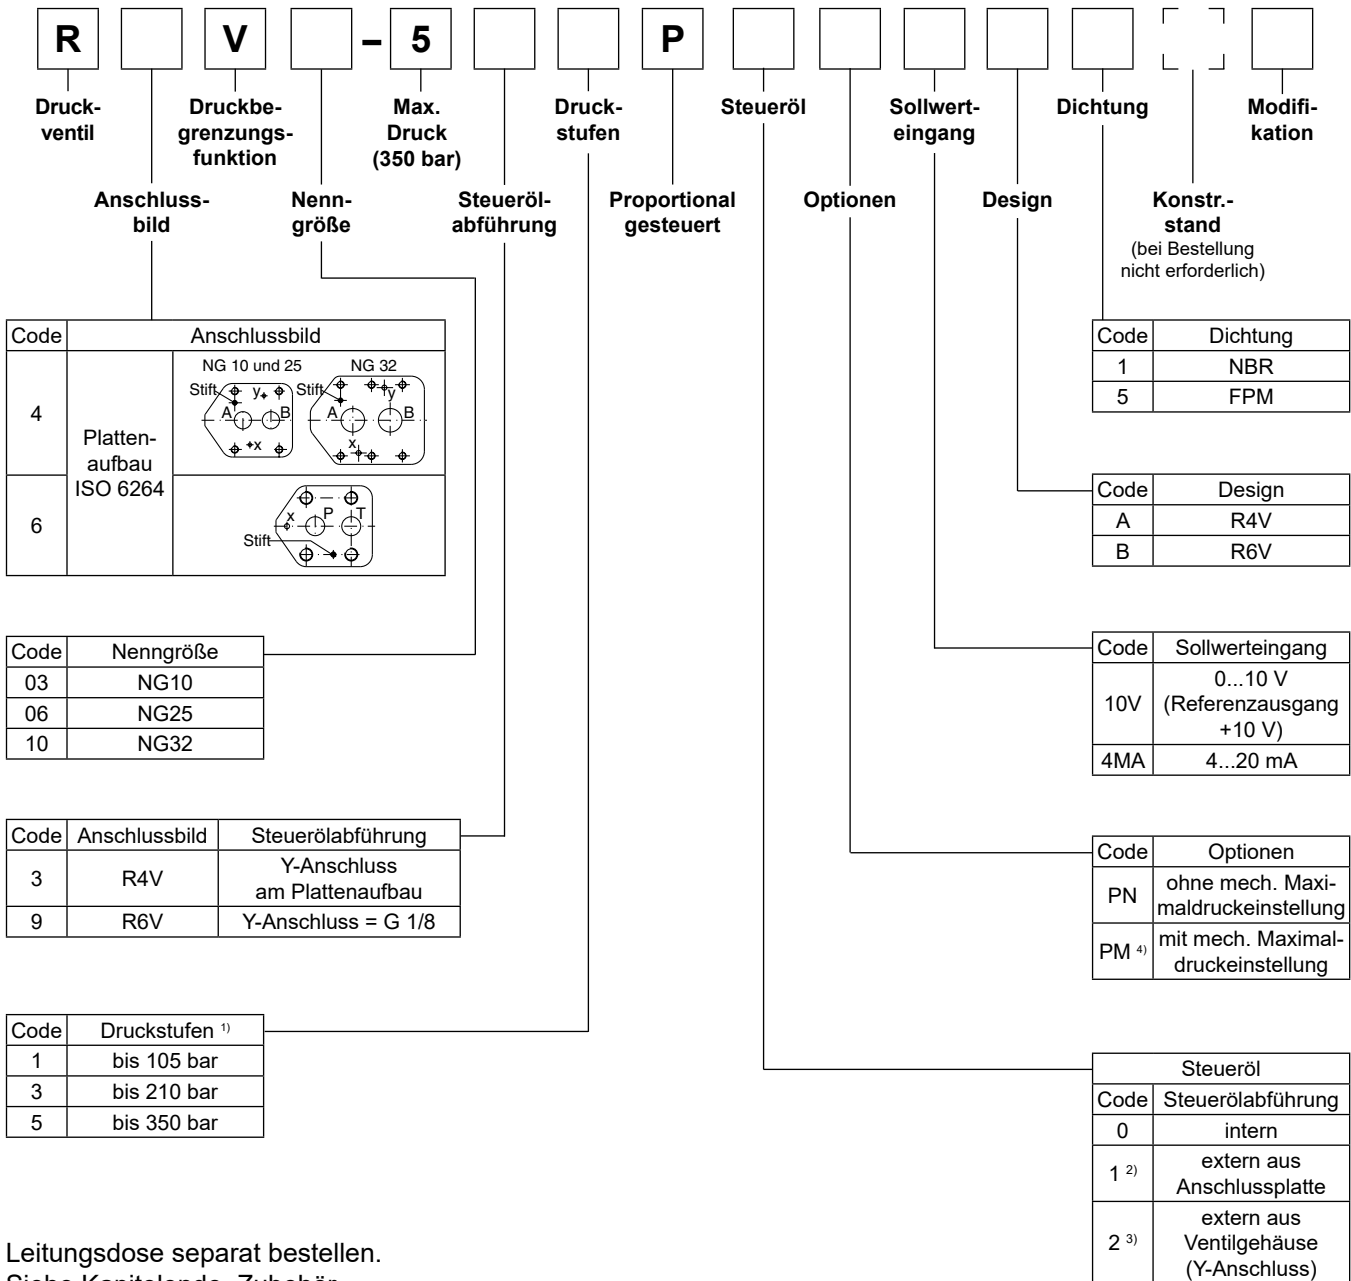 R V – 5 P
Druck-
ventil
Druckbe-
grenzungs-
funktion
Max.
Druck
(350 bar)
Druck-
stufen
Steueröl
Sollwert-
eingang
Dichtung
Modifi-
kation
Anschluss-
bild
Nenn-
größe
Steueröl-
abführung
Proportional
gesteuert
Optionen
Design
Konstr.-
stand
(bei Bestellung
nicht erforderlich)
Code Anschlussbild
4
Platten-
aufbau
ISO 6264
NG 10 und 25 NG 32
Stift y A B x
Stift y A B x
6
x P T
Stift
Code Nenngröße
03 NG10
06 NG25
10 NG32
Code Anschlussbild Steuerölabführung
3 R4V Y-Anschluss
am Plattenaufbau
9 R6V Y-Anschluss = G 1/8
Code Druckstufen 1)
1 bis 105 bar
3 bis 210 bar
5 bis 350 bar
Code Dichtung
1 NBR
5 FPM
Code Design
A R4V
B R6V
Code Sollwerteingang
10V 0...10 V
(Referenzausgang
+10 V)
4MA 4...20 mA
Code Optionen
PN ohne mech. Maxi-
maldruckeinstellung
PM 4) mit mech. Maximal-
druckeinstellung
Steueröl
Code Steuerölabführung
0 intern
1 2) extern aus
Anschlussplatte
2 3) extern aus
Ventilgehäuse
(Y-Anschluss)
Leitungsdose separat bestellen.